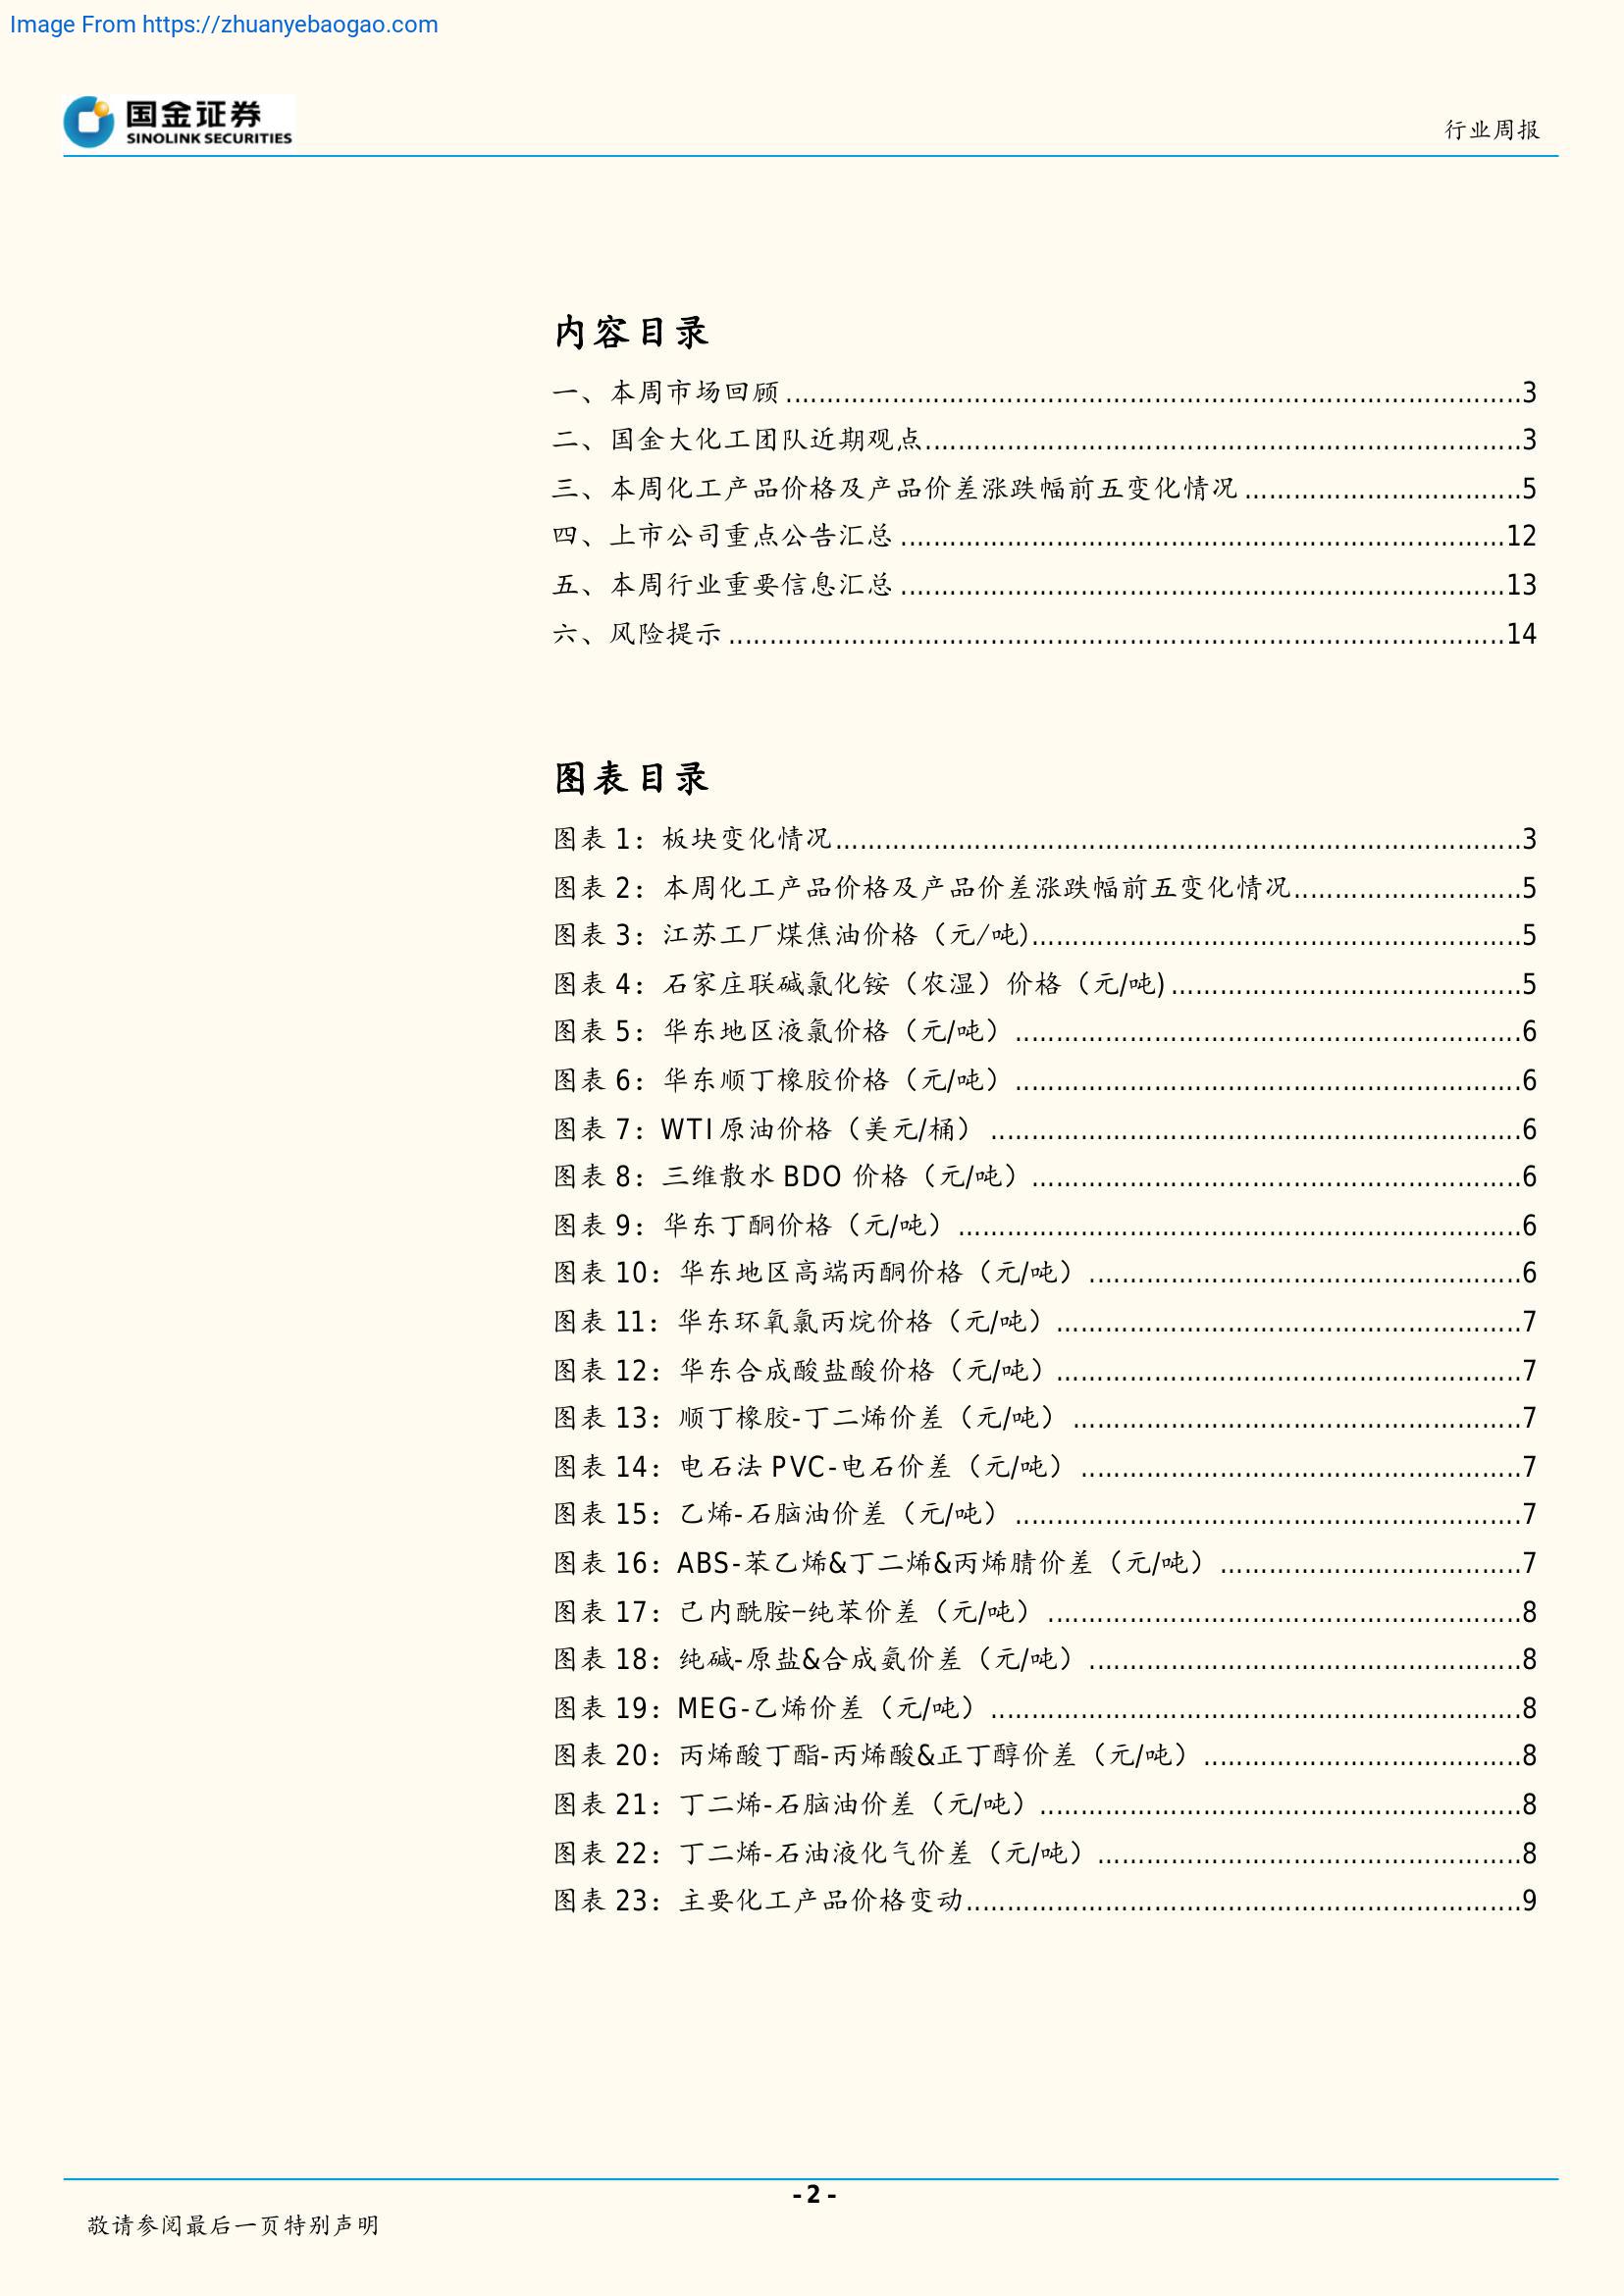 Image From https://zhuanyebaogao.com
国金证券
SINOLINK SECURITIES
行业周报
内容目录
一、本周市场回顾........................................................................................3
二、国金大化工团队近期观点........................................................................3
三、本周化工产品价格及产品价差涨跌幅前五变化情况..................................5
四、上市公司重点公告汇总..........................................................................12
五、本周行业重要信息汇总..........................................................................13
六、风险提示..............................................................................................14
图表目录
图表 1：板块变化情况...................................................................................3
图表 2：本周化工产品价格及产品价差涨跌幅前五变化情况............................5
图表 3：江苏工厂煤焦油价格（元/吨)............................................................5
图表 4：石家庄联碱氯化铵（农湿）价格（元/吨)...........................................5
图表 5：华东地区液氯价格（元/吨）..............................................................6
图表 6：华东顺丁橡胶价格（元/吨）..............................................................6
图表 7：WTI 原油价格（美元/桶）.................................................................6
图表 8：三维散水 BDO 价格（元/吨）............................................................6
图表 9：华东丁酮价格（元/吨）.....................................................................6
图表 10：华东地区高端丙酮价格（元/吨）.....................................................6
图表 11：华东环氧氯丙烷价格（元/吨）.........................................................7
图表 12：华东合成酸盐酸价格（元/吨）.........................................................7
图表 13：顺丁橡胶-丁二烯价差（元/吨）.......................................................7
图表 14：电石法 PVC-电石价差（元/吨）......................................................7
图表 15：乙烯-石脑油价差（元/吨）..............................................................7
图表 16：ABS-苯乙烯&丁二烯&丙烯腈价差（元/吨）.....................................7
图表 17：己内酰胺–纯苯价差（元/吨）..........................................................8
图表 18：纯碱-原盐&合成氨价差（元/吨）.....................................................8
图表 19：MEG-乙烯价差（元/吨）.................................................................8
图表 20：丙烯酸丁酯-丙烯酸&正丁醇价差（元/吨）.......................................8
图表 21：丁二烯-石脑油价差（元/吨）...........................................................8
图表 22：丁二烯-石油液化气价差（元/吨）....................................................8
图表 23：主要化工产品价格变动....................................................................9
- 2 -
敬请参阅最后一页特别声明